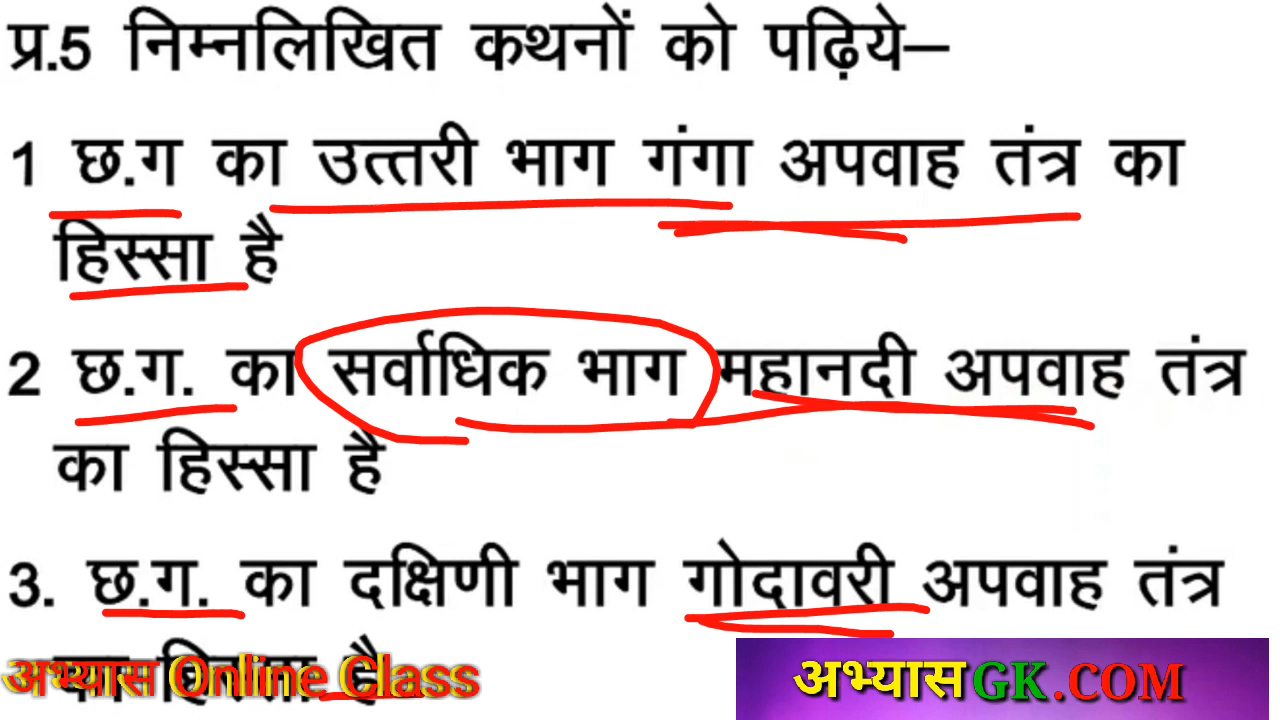 प्र.5 निम्नलिखित कथनों को पढ़िये–
1 छ.ग का उत्तरी भाग गंगा अपवाह तंत्र का
हिस्सा है
2 छ.ग. का सर्वाधिक भाग महानदी अपवाह तंत्र
का हिस्सा है
3. छ.ग. का दक्षिणी भाग गोदावरी अपवाह तंत्र
का हिस्सा है
अभ्यास Online Class
अभ्यास GK.COM